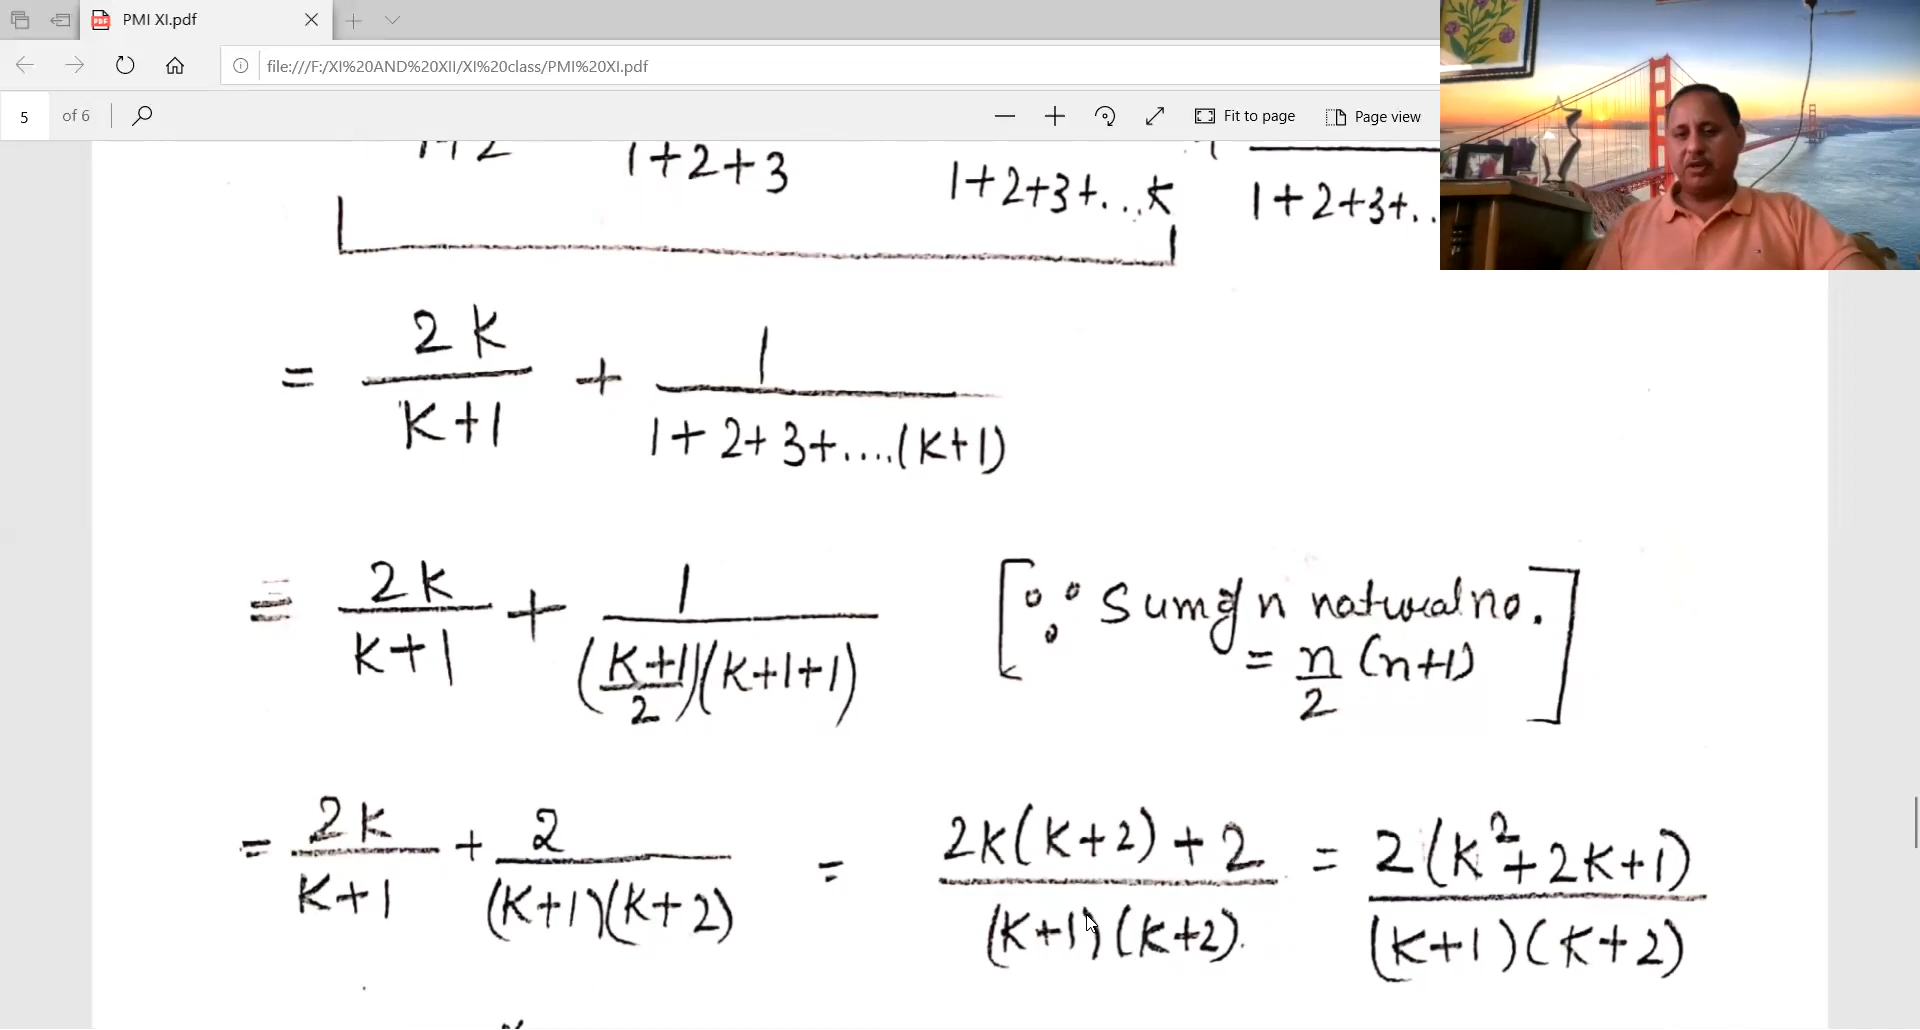 PMI XI.pdf
file:///F:/XI%20AND%20XII/XI%20class/PMI%20XI.pdf
5 of 6 Fit to page Page view
1+2 1+2+3 1+2+3+...k + 1+2+3+..
= 2k/(k+1) + 1/(1+2+3+....(k+1))
= 2k/(k+1) + 1/(((k+1)/2)(k+1+1)) [∵ Sum of n natural no.
= n/2 (n+1)]
= 2k/(k+1) + 2/((k+1)(k+2)) = (2k(k+2)+2)/((k+1)(k+2)) = 2(k²+2k+1)/((k+1)(k+2))